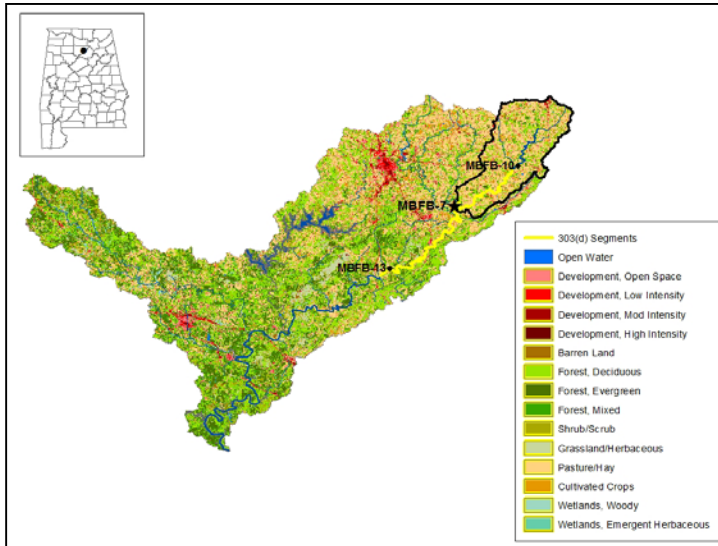 MBFB-10
MBFB-7
MBFB-13
303(d) Segments
Open Water
Development, Open Space
Development, Low Intensity
Development, Mod Intensity
Development, High Intensity
Barren Land
Forest, Deciduous
Forest, Evergreen
Forest, Mixed
Shrub/Scrub
Grassland/Herbaceous
Pasture/Hay
Cultivated Crops
Wetlands, Woody
Wetlands, Emergent Herbaceous